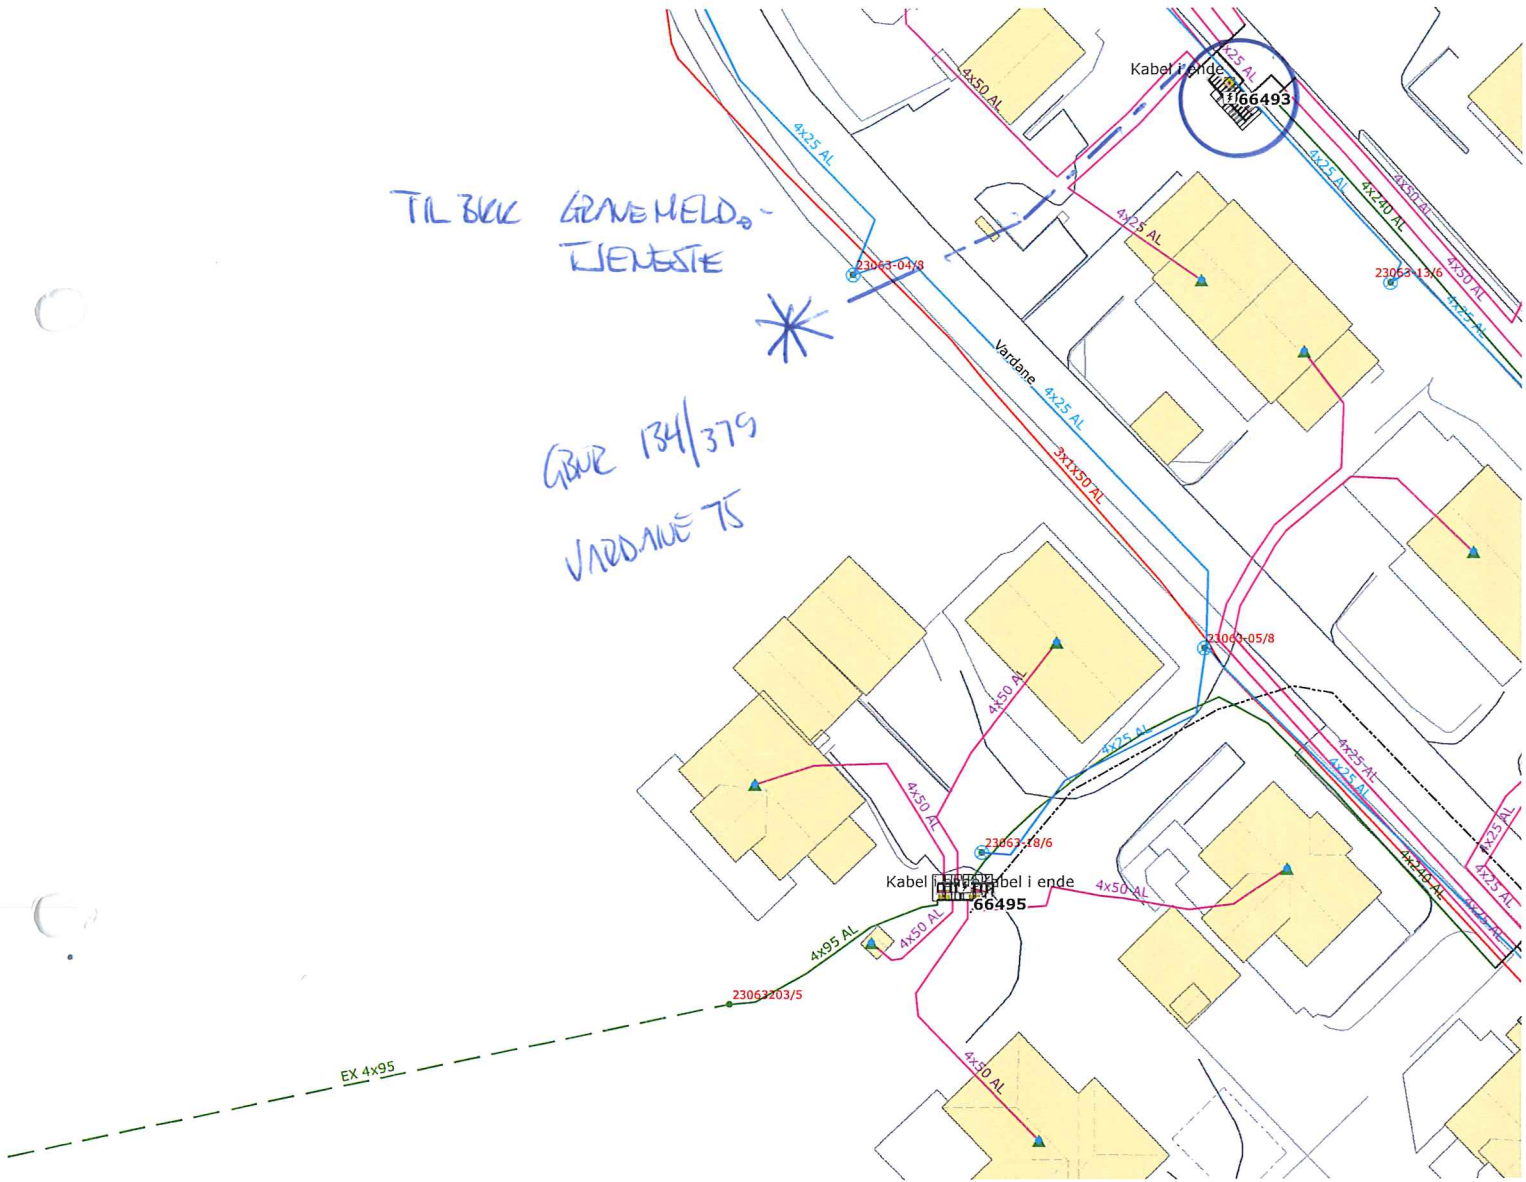 4x25 AL
Kabel i ende
66493
4x50 AL
4x25 AL
4x25 AL
4x240 AL
4x50 AL
TIL BKK GRAVEMELD.-
TJENESTE
4x25 AL
23063-04/8
4x50 AL
23063-13/6
4x25 AL
Vardane
4x25 AL
GBNR 134/379
3x1x50 AL
VARDANE 75
23063-05/8
4x50 AL
4x25 AL
4x25 AL
4x25 AL
4x50 AL
4x25 AL
23063-18/6
4x240 AL
4x25 AL
Kabel i ende
Kabel i ende
66495
4x50 AL
4x25 AL
4x50 AL
4x95 AL
23063203/5
EX 4x95
4x50 AL